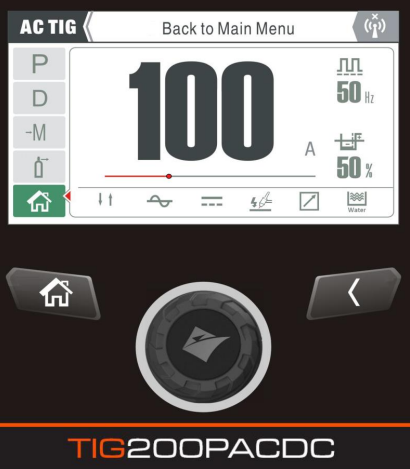 AC TIG
Back to Main Menu
P
D
-M
100
A
50 Hz
50 %
Water
TIG200PACDC